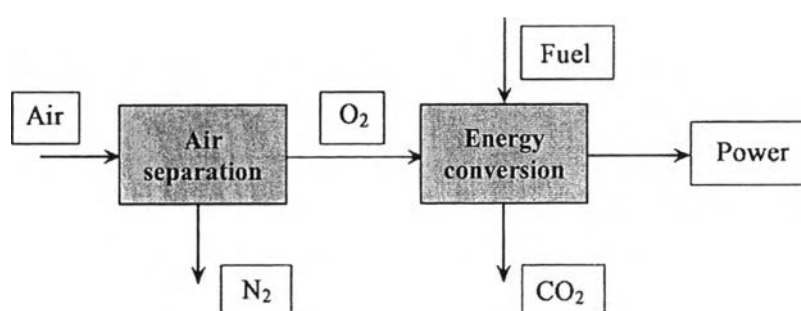 Fuel
Air
O₂
Air
separation
Energy
conversion
Power
N₂
CO₂